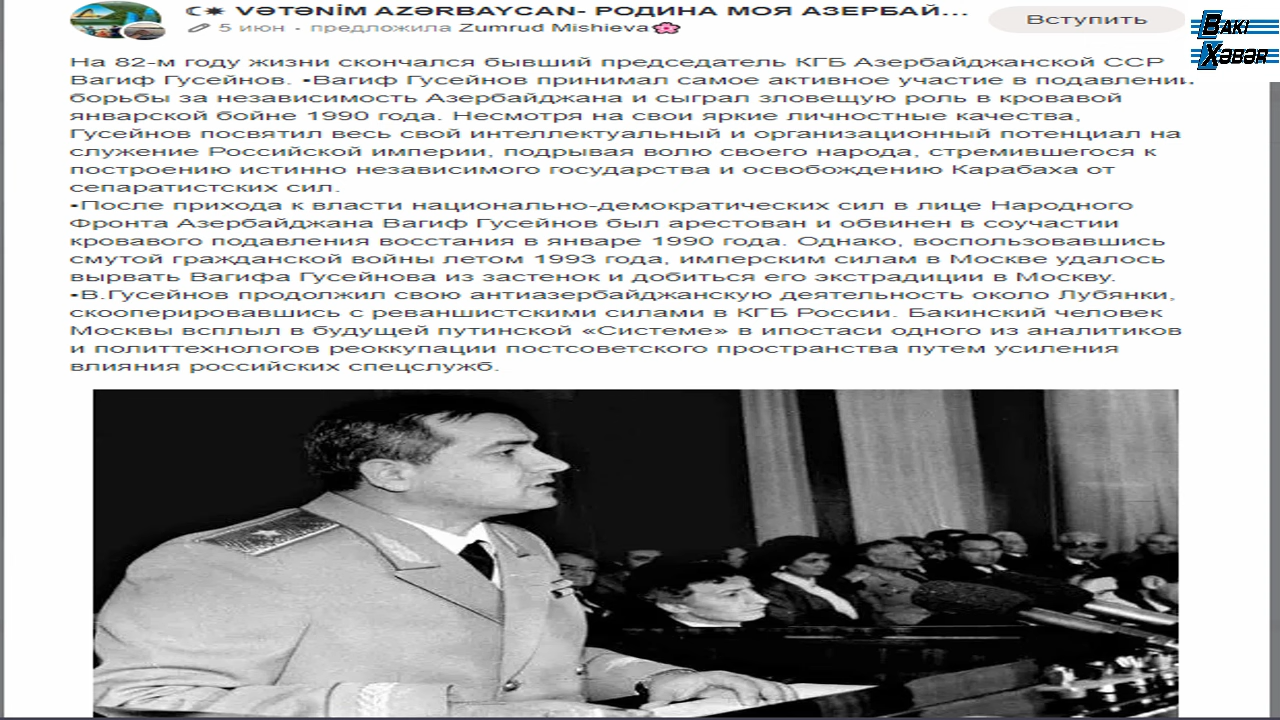 ☾✷ VƏTƏNİM AZƏRBAYCAN- РОДИНА МОЯ АЗЕРБАЙ...
5 июн - предложила Zumrud Mishieva🌸
Вступить
BAKI
XƏBƏR
На 82-м году жизни скончался бывший председатель КГБ Азербайджанской ССР
Вагиф Гусейнов. •Вагиф Гусейнов принимал самое активное участие в подавлении
борьбы за независимость Азербайджана и сыграл зловещую роль в кровавой
январской бойне 1990 года. Несмотря на свои яркие личностные качества,
Гусейнов посвятил весь свой интеллектуальный и организационный потенциал на
служение Российской империи, подрывая волю своего народа, стремившегося к
построению истинно независимого государства и освобождению Карабаха от
сепаратистских сил.
•После прихода к власти национально-демократических сил в лице Народного
Фронта Азербайджана Вагиф Гусейнов был арестован и обвинен в соучастии
кровавого подавления восстания в январе 1990 года. Однако, воспользовавшись
смутой гражданской войны летом 1993 года, имперским силам в Москве удалось
вырвать Вагифа Гусейнова из застенок и добиться его экстрадиции в Москву.
•В.Гусейнов продолжил свою антиазербайджанскую деятельность около Лубянки,
скооперировавшись с реваншистскими силами в КГБ России. Бакинский человек
Москвы всплыл в будущей путинской «Системе» в ипостаси одного из аналитиков
и политтехнологов реоккупации постсоветского пространства путем усиления
влияния российских спецслужб.